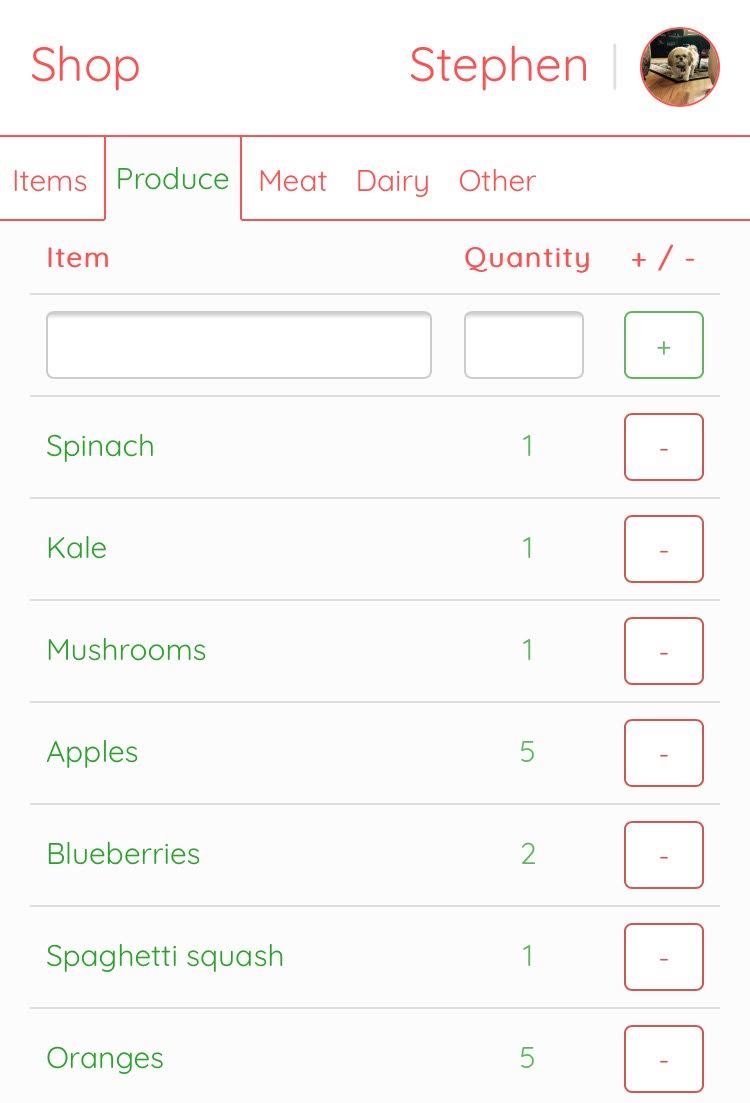 Shop Stephen
Items Produce Meat Dairy Other
Item Quantity + / -
+
Spinach 1 -
Kale 1 -
Mushrooms 1 -
Apples 5 -
Blueberries 2 -
Spaghetti squash 1 -
Oranges 5 -